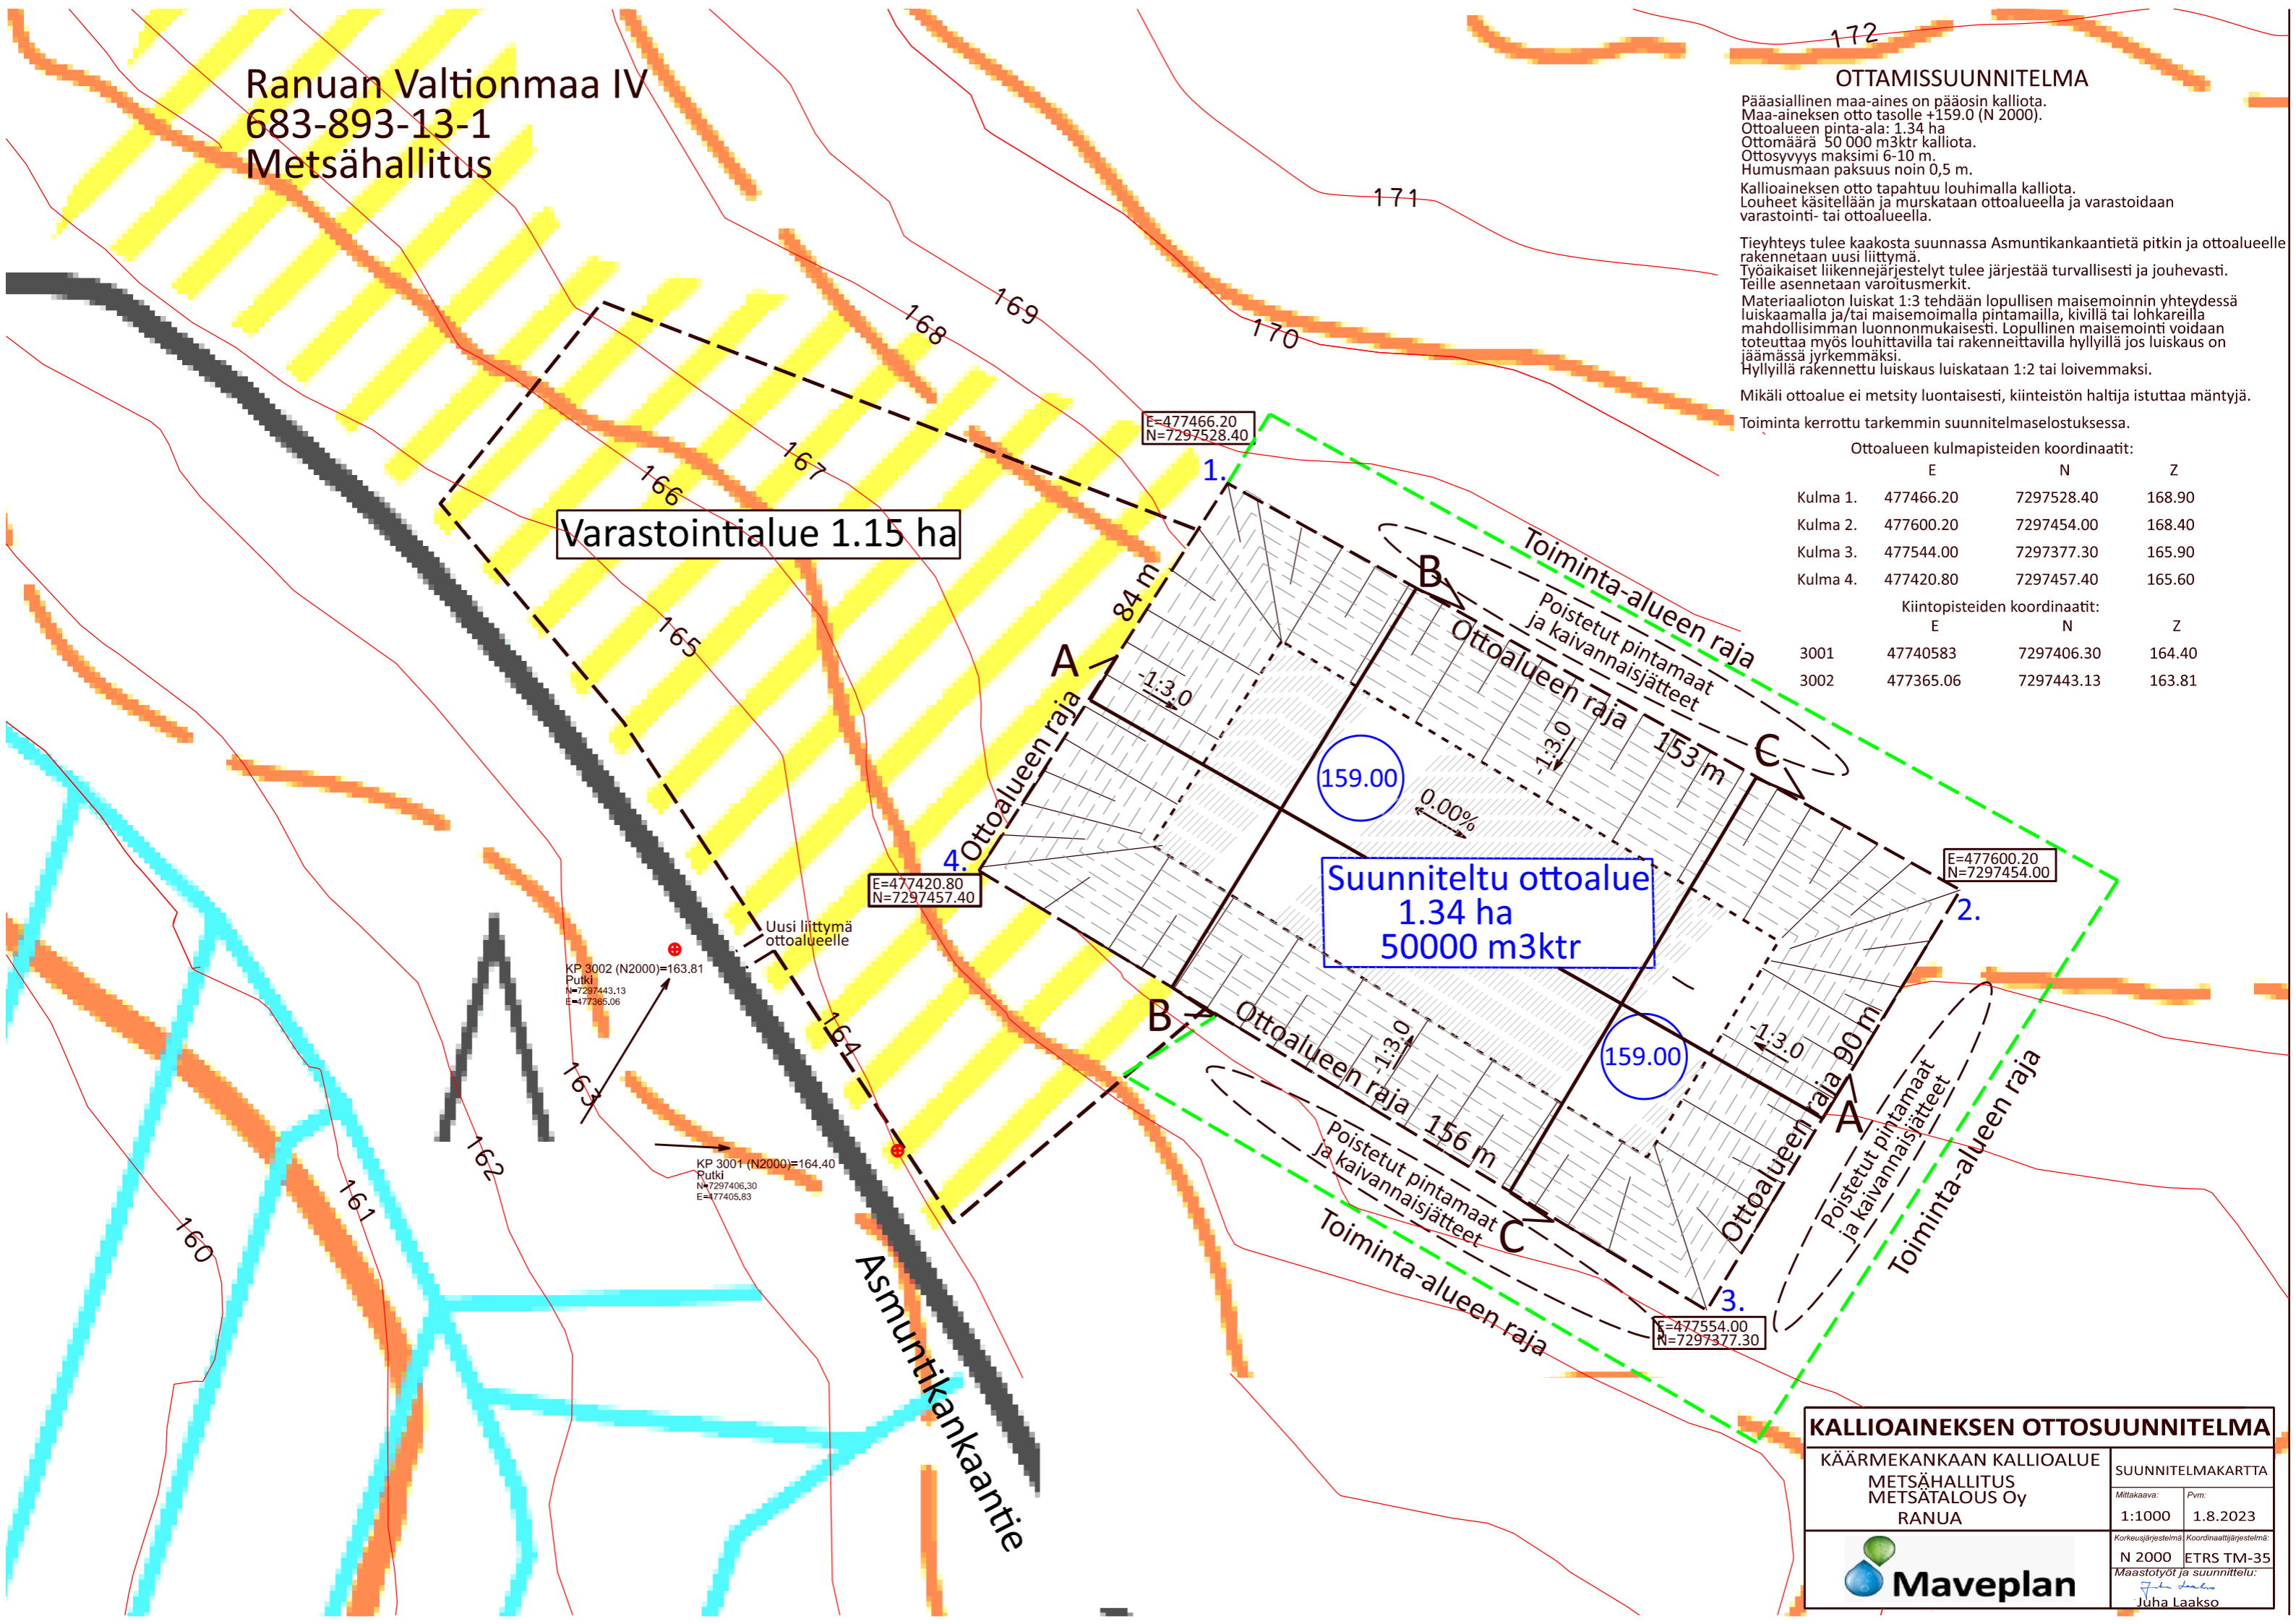 Ranuan Valtionmaa IV
683-893-13-1
Metsähallitus
172
171
170
169
168
167
166
165
164
163
162
161
160
OTTAMISSUUNNITELMA
Pääasiallinen maa-aines on pääosin kalliota.
Maa-aineksen otto tasolle +159.0 (N 2000).
Ottoalueen pinta-ala: 1.34 ha
Ottomäärä 50 000 m3ktr kalliota.
Ottosyvyys maksimi 6-10 m.
Humusmaan paksuus noin 0,5 m.
Kallioaineksen otto tapahtuu louhimalla kalliota.
Louheet käsitellään ja murskataan ottoalueella ja varastoidaan
varastointi- tai ottoalueella.
Tieyhteys tulee kaakosta suunnassa Asmuntikankaantietä pitkin ja ottoalueelle
rakennetaan uusi liittymä.
Työaikaiset liikennejärjestelyt tulee järjestää turvallisesti ja jouhevasti.
Teille asennetaan varoitusmerkit.
Materiaalioton luiskat 1:3 tehdään lopullisen maisemoinnin yhteydessä
luiskaamalla ja/tai maisemoimalla pintamailla, kivillä tai lohkareilla
mahdollisimman luonnonmukaisesti. Lopullinen maisemointi voidaan
toteuttaa myös louhittavilla tai rakenneittavilla hyllyillä jos luiskaus on
jäämässä jyrkemmäksi.
Hyllyillä rakennettu luiskaus luiskataan 1:2 tai loivemmaksi.
Mikäli ottoalue ei metsity luontaisesti, kiinteistön haltija istuttaa mäntyjä.
Toiminta kerrottu tarkemmin suunnitelmaselostuksessa.
Ottoalueen kulmapisteiden koordinaatit:
E N Z
Kulma 1. 477466.20 7297528.40 168.90
Kulma 2. 477600.20 7297454.00 168.40
Kulma 3. 477544.00 7297377.30 165.90
Kulma 4. 477420.80 7297457.40 165.60
Kiintopisteiden koordinaatit:
E N Z
3001 47740583 7297406.30 164.40
3002 477365.06 7297443.13 163.81
E=477466.20
N=7297528.40
1.
Varastointialue 1.15 ha
84 m
A
Ottoalueen raja
-1:3.0
B
Toiminta-alueen raja
Poistetut pintamaat
ja kaivannaisjätteet
Ottoalueen raja
153 m
-1:3.0
C
159.00
0.00%
Suunniteltu ottoalue
1.34 ha
50000 m3ktr
E=477600.20
N=7297454.00
2.
4.
E=477420.80
N=7297457.40
Uusi liittymä
ottoalueelle
KP 3002 (N2000)=163.81
Putki
N=7297443.13
E=477365.06
KP 3001 (N2000)=164.40
Putki
N=7297406,30
E=477405,83
B
Ottoalueen raja
156 m
-1:3.0
159.00
-1:3.0
90 m
A
Ottoalueen raja
Poistetut pintamaat
ja kaivannaisjätteet
Toiminta-alueen raja
Poistetut pintamaat
ja kaivannaisjätteet
C
Toiminta-alueen raja
3.
E=477554.00
N=7297377.30
Asmuntikankaantie
KALLIOAINEKSEN OTTOSUUNNITELMA
KÄÄRMEKANKAAN KALLIOALUE
METSÄHALLITUS
METSÄTALOUS Oy
RANUA
SUUNNITELMAKARTTA
Mittakaava: Pvm:
1:1000 1.8.2023
Korkeusjärjestelmä: Koordinaattijärjestelmä:
N 2000 ETRS TM-35
Maastotyöt ja suunnittelu:
Juha Laakso
Juha Laakso
Maveplan